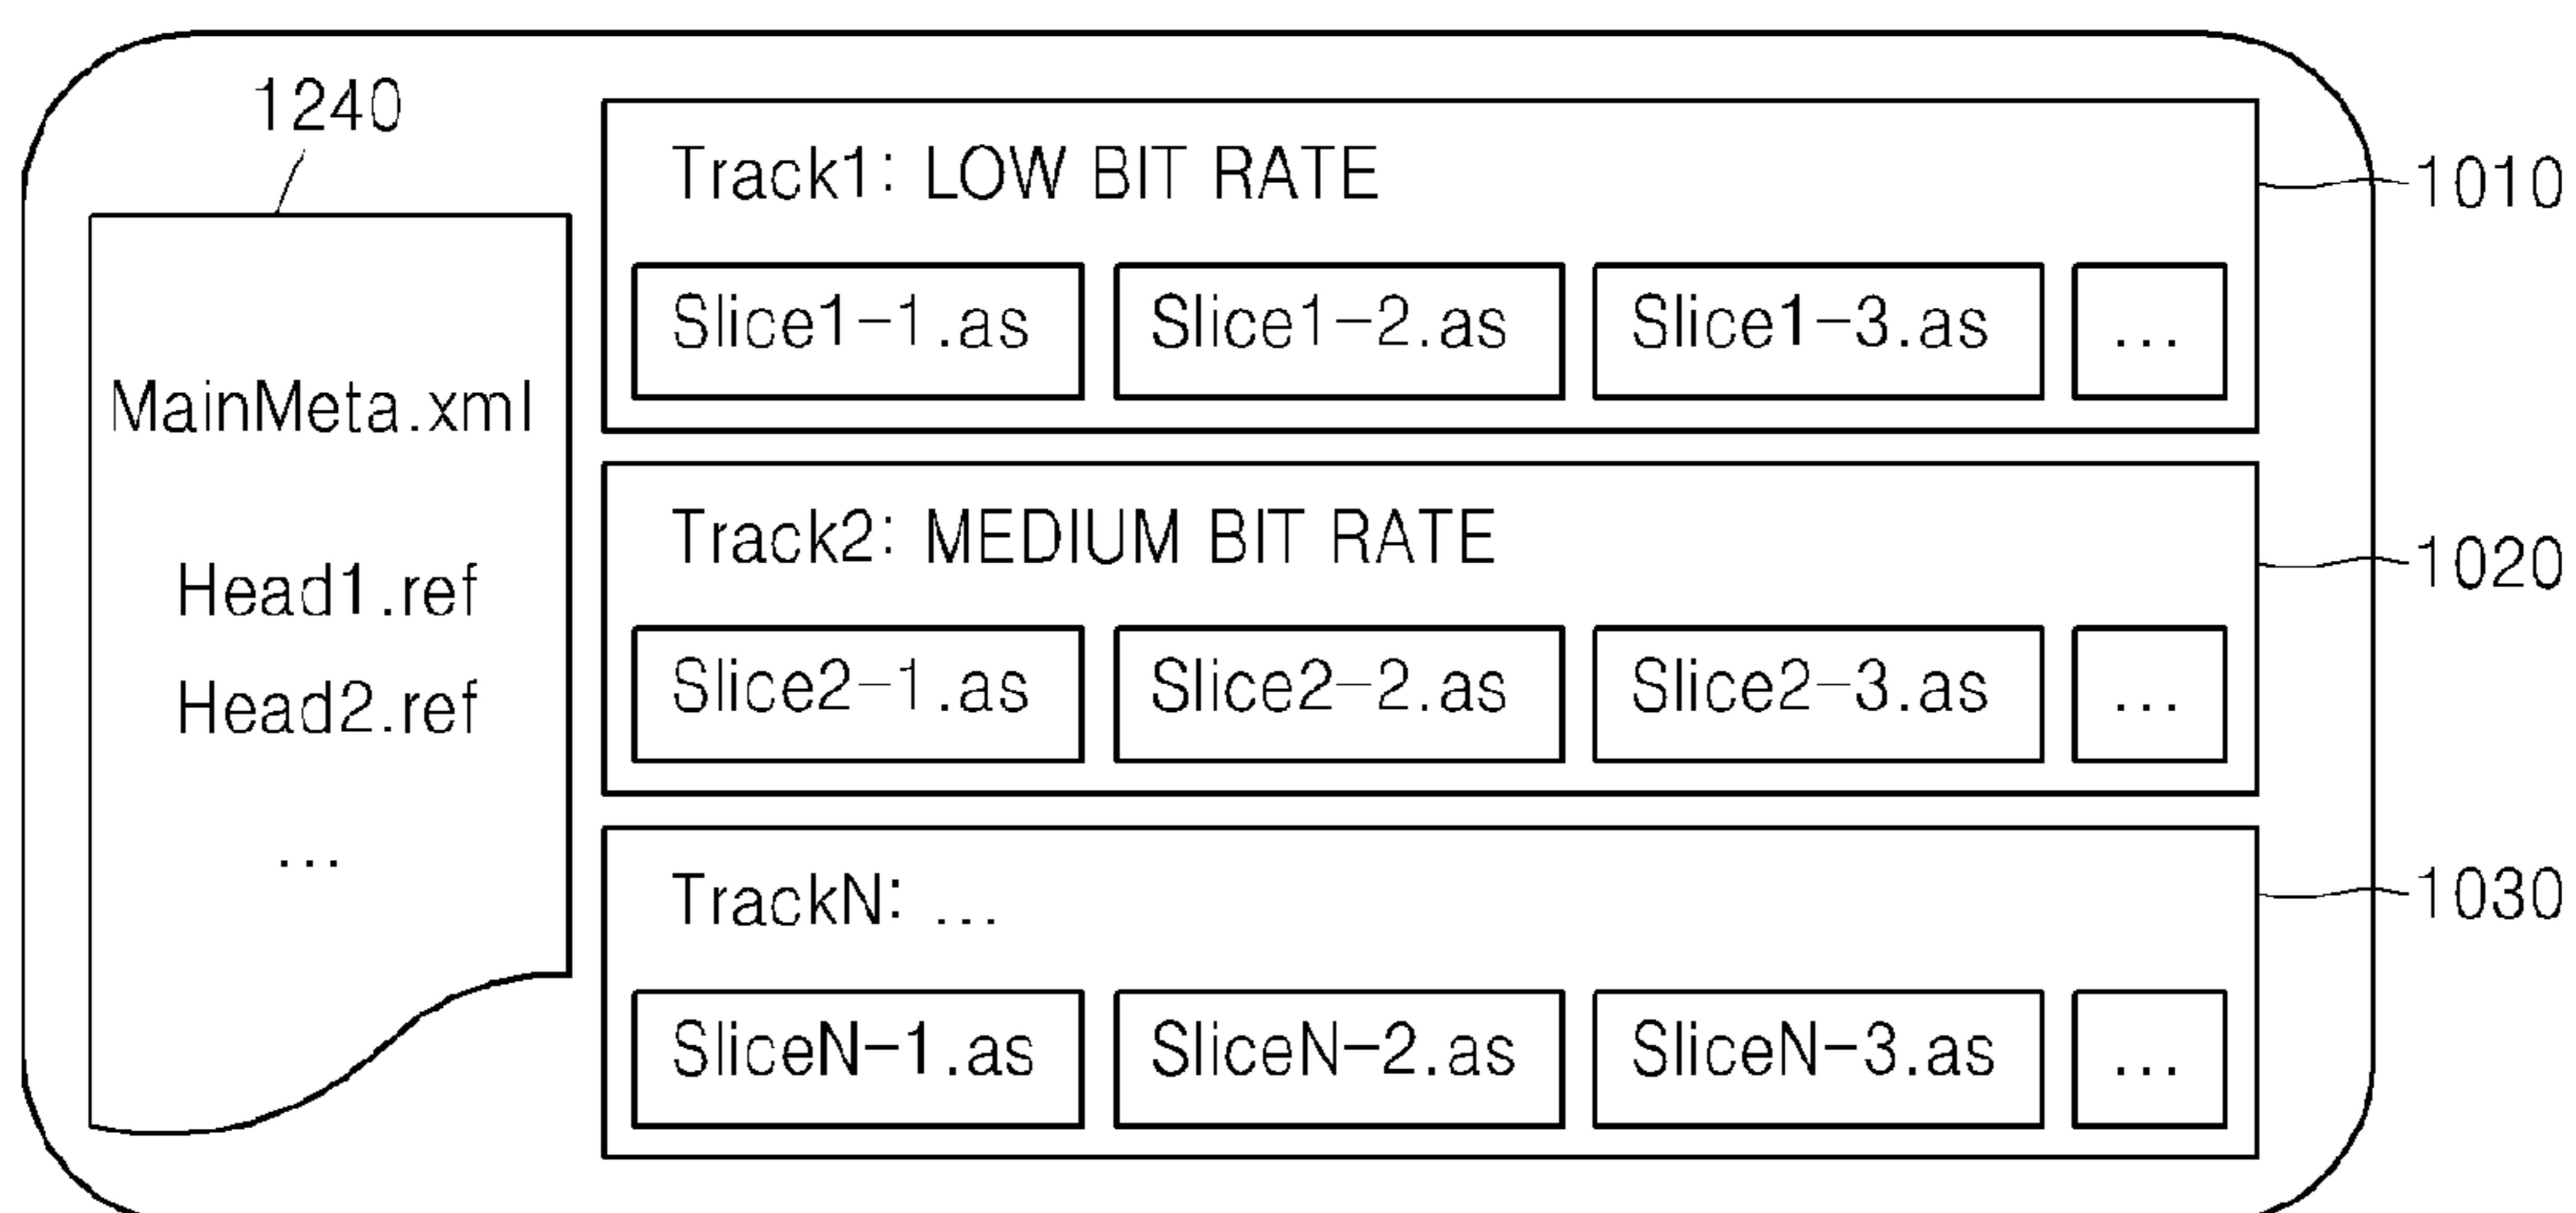 1240
MainMeta.xml
Head1.ref
Head2.ref
...
Track1: LOW BIT RATE
1010
Slice1-1.as
Slice1-2.as
Slice1-3.as
...
Track2: MEDIUM BIT RATE
1020
Slice2-1.as
Slice2-2.as
Slice2-3.as
...
TrackN: ...
1030
SliceN-1.as
SliceN-2.as
SliceN-3.as
...